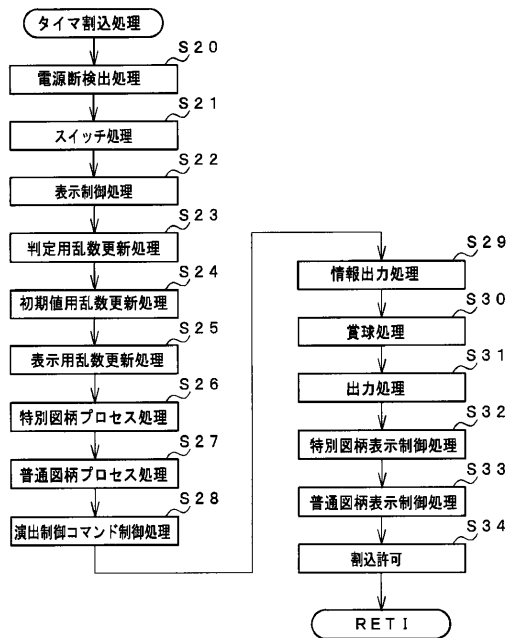 タイマ割込処理
S20
電源断検出処理
S21
スイッチ処理
S22
表示制御処理
S23
判定用乱数更新処理
S24
初期値用乱数更新処理
S25
表示用乱数更新処理
S26
特別図柄プロセス処理
S27
普通図柄プロセス処理
S28
演出制御コマンド制御処理
S29
情報出力処理
S30
賞球処理
S31
出力処理
S32
特別図柄表示制御処理
S33
普通図柄表示制御処理
S34
割込許可
RETI